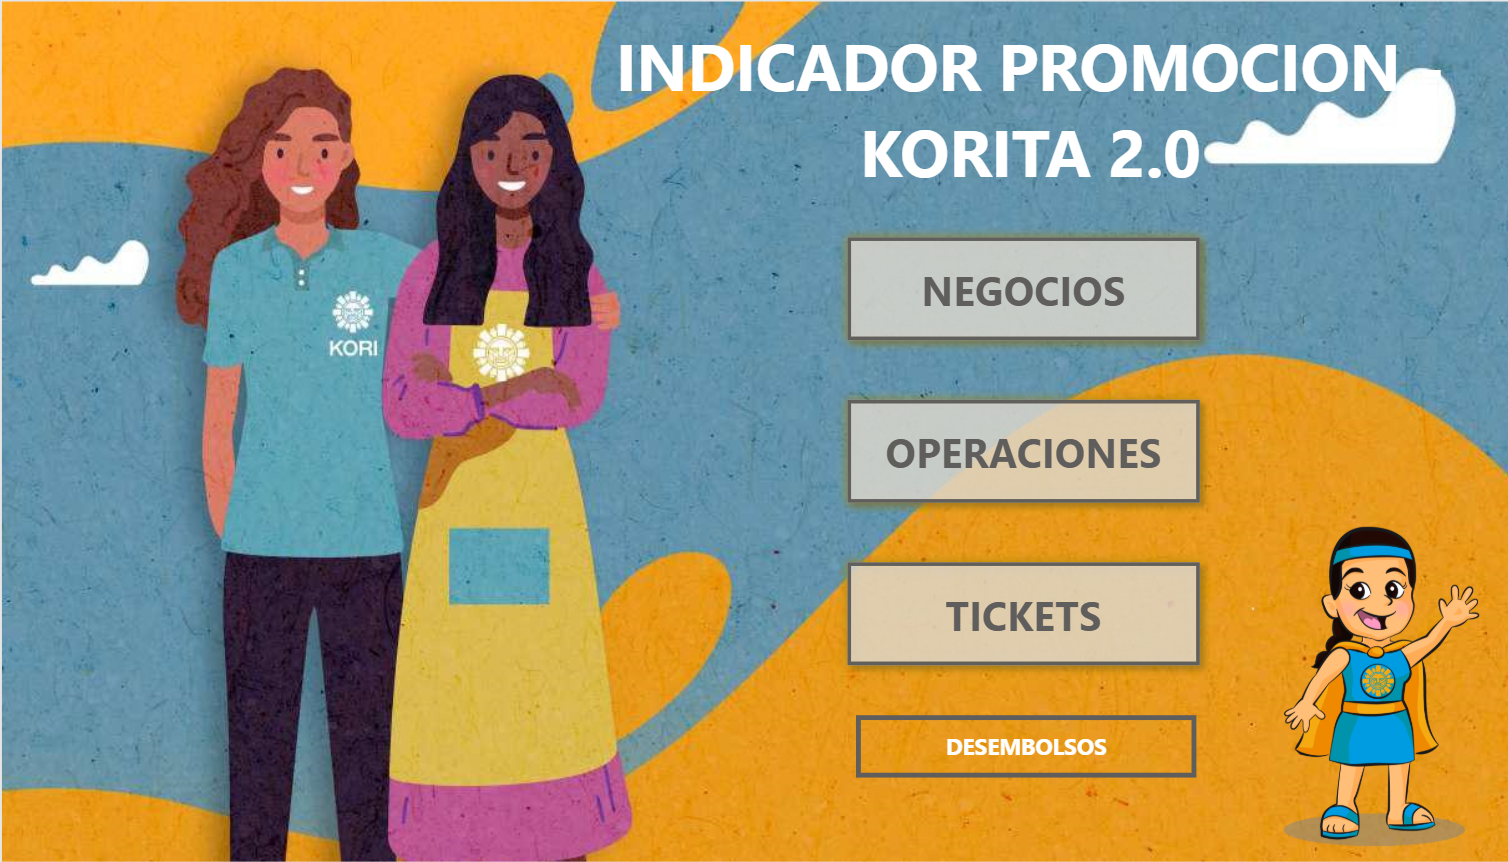 INDICADOR PROMOCION -
KORITA 2.0
KORI
NEGOCIOS
OPERACIONES
TICKETS
DESEMBOLSOS